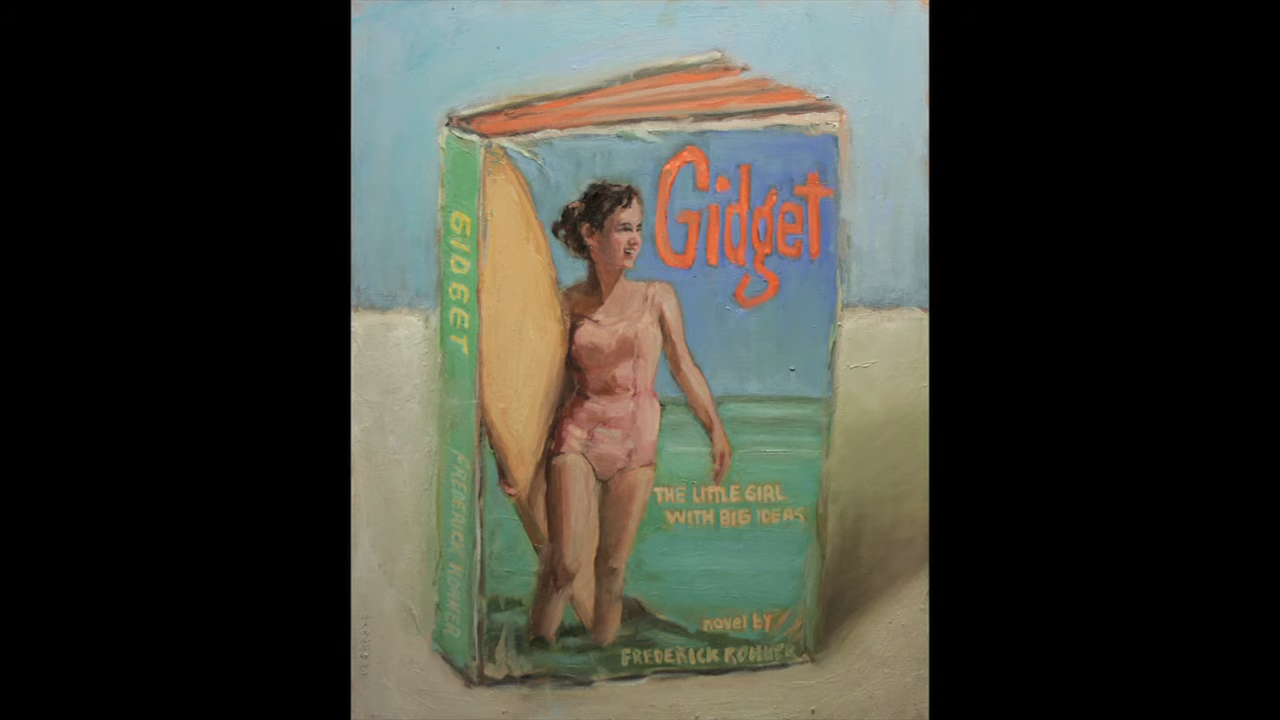 Gidget
THE LITTLE GIRL
WITH BIG IDEAS
novel by
FREDERICK KOHNER
GIDGET
FREDERICK KOHNER